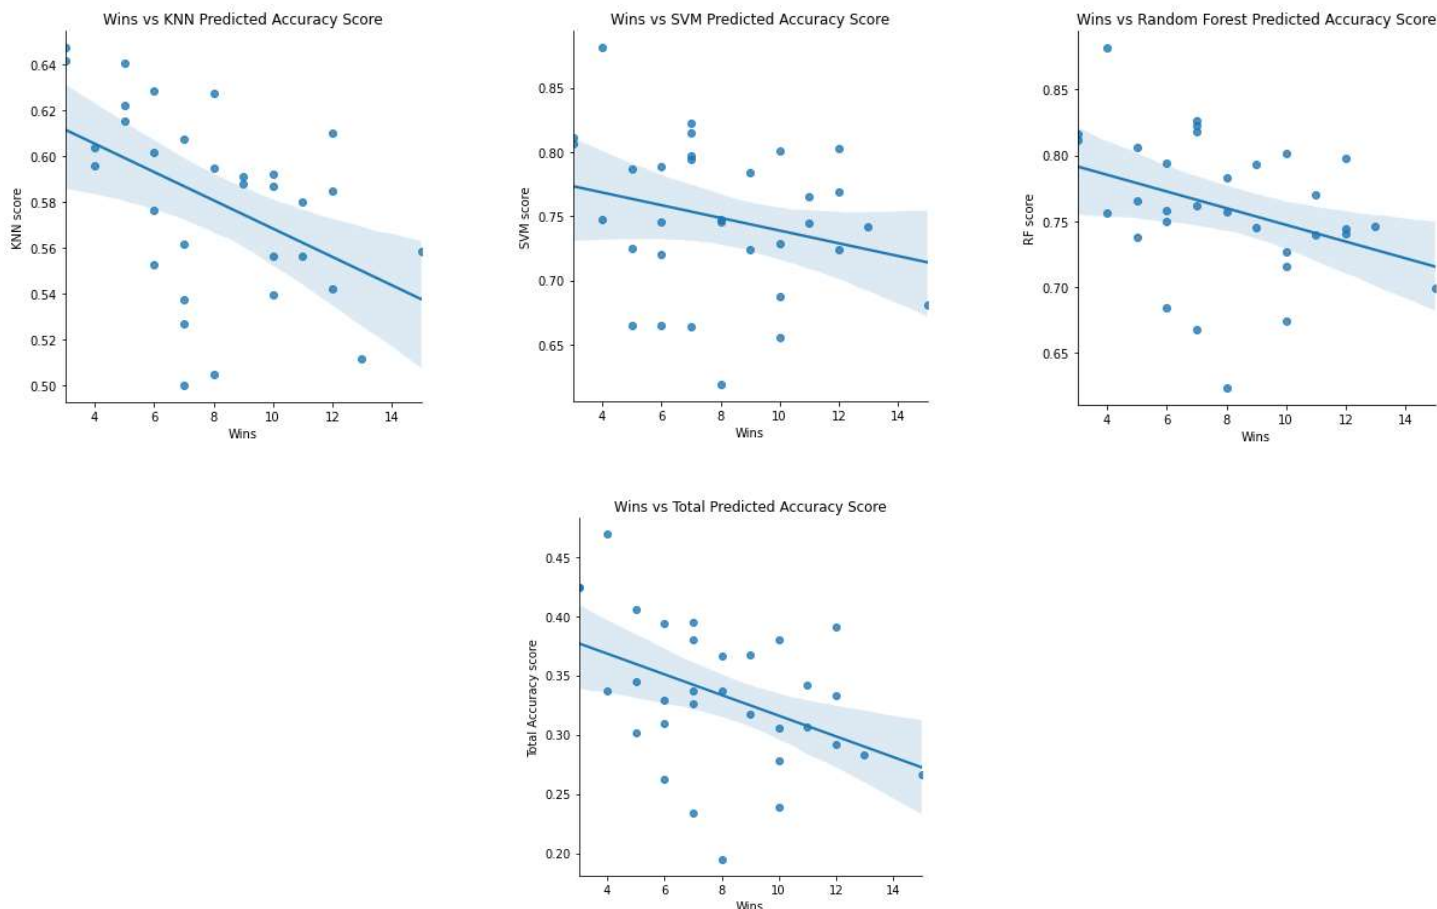 Wins vs KNN Predicted Accuracy Score
KNN score
0.64
0.62
0.60
0.58
0.56
0.54
0.52
0.50
4 6 8 10 12 14
Wins
Wins vs SVM Predicted Accuracy Score
SVM score
0.85
0.80
0.75
0.70
0.65
4 6 8 10 12 14
Wins
Wins vs Random Forest Predicted Accuracy Score
RF score
0.85
0.80
0.75
0.70
0.65
4 6 8 10 12 14
Wins
Wins vs Total Predicted Accuracy Score
Total Accuracy score
0.45
0.40
0.35
0.30
0.25
0.20
4 6 8 10 12 14
Wins